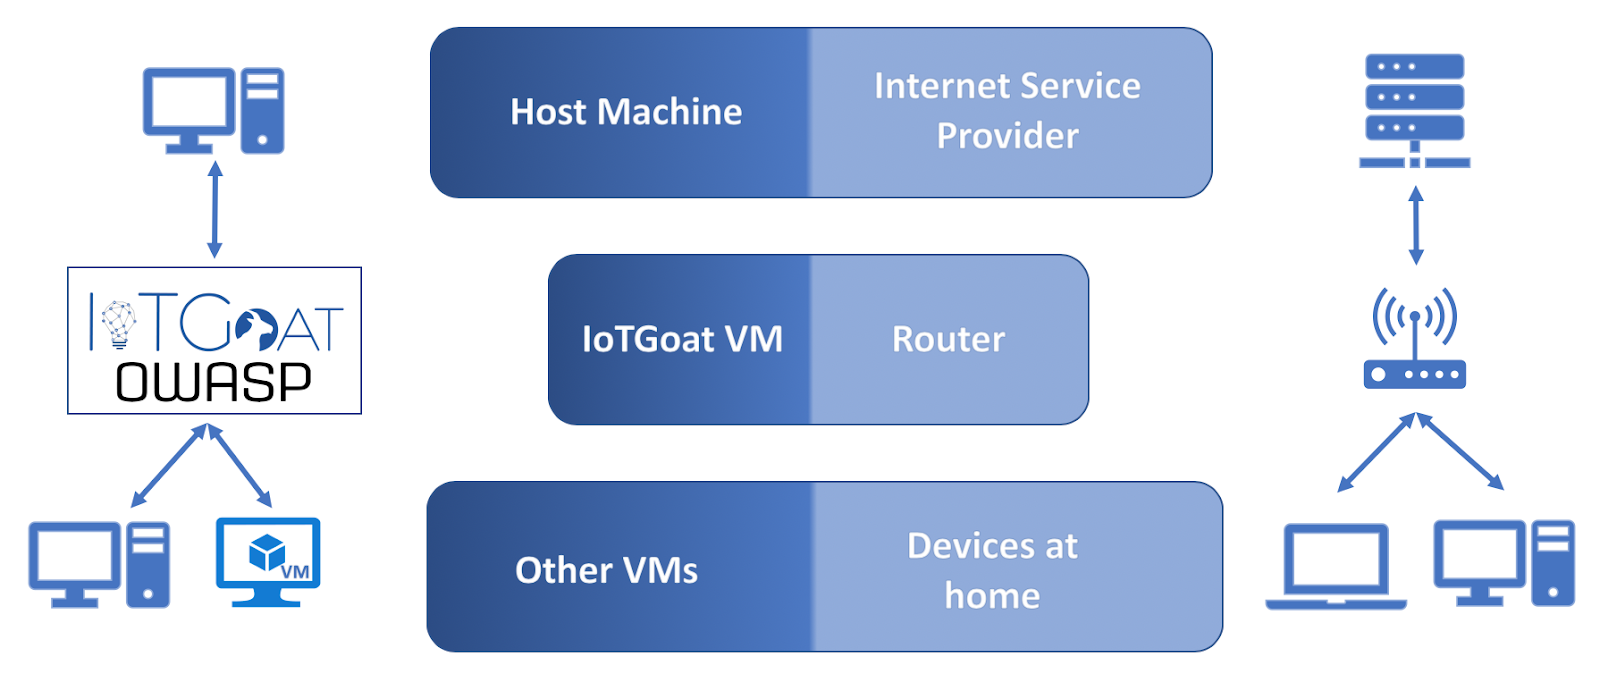 Host Machine
Internet Service
Provider
IoTGoat
OWASP
IoTGoat VM
Router
VM
Other VMs
Devices at
home